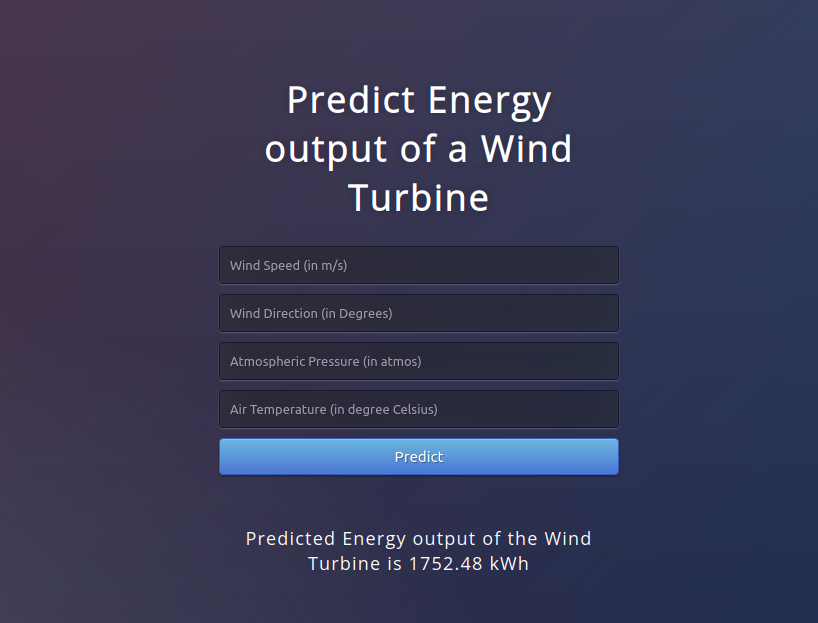 Predict Energy
output of a Wind
Turbine
Wind Speed (in m/s)
Wind Direction (in Degrees)
Atmospheric Pressure (in atmos)
Air Temperature (in degree Celsius)
Predict
Predicted Energy output of the Wind
Turbine is 1752.48 kWh